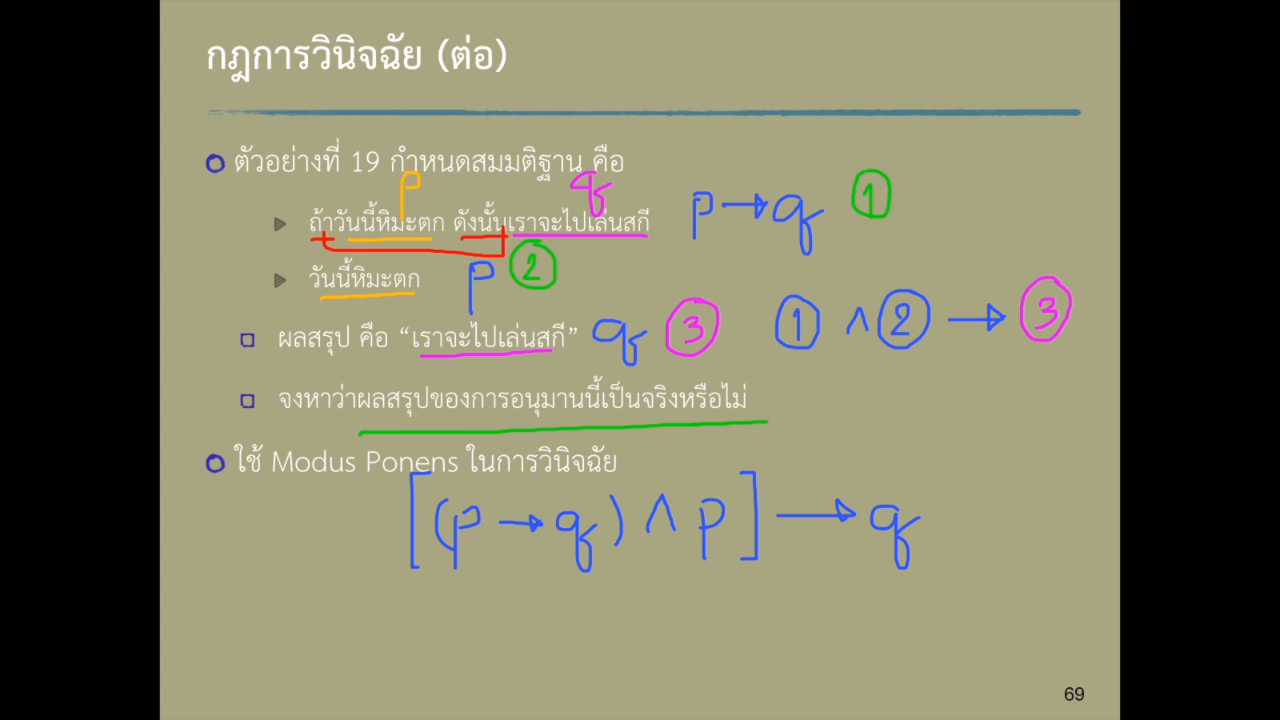 กฎการวินิจฉัย (ต่อ)
ตัวอย่างที่ 19 กำหนดสมมติฐาน คือ
p q
ถ้าวันนี้หิมะตก ดังนั้นเราจะไปเล่นสกี p → q 1
วันนี้หิมะตก p 2
ผลสรุป คือ “เราจะไปเล่นสกี” q 3 1 ∧ 2 → 3
จงหาว่าผลสรุปของการอนุมานนี้เป็นจริงหรือไม่
ใช้ Modus Ponens ในการวินิจฉัย
[(p → q) ∧ p] → q
69